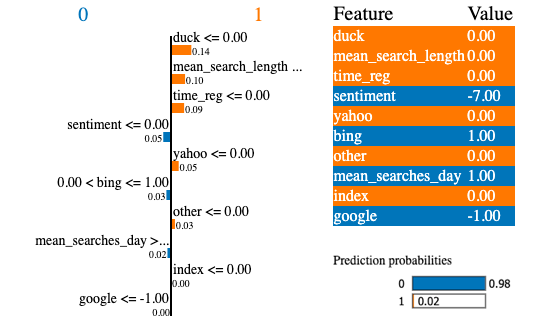 0 1
duck <= 0.00
0.14
mean_search_length ...
0.10
time_reg <= 0.00
0.09
sentiment <= 0.00
0.05
yahoo <= 0.00
0.05
0.00 < bing <= 1.00
0.03
other <= 0.00
0.03
mean_searches_day >...
0.02
index <= 0.00
0.00
google <= -1.00
0.00
Feature Value
duck 0.00
mean_search_length 0.00
time_reg 0.00
sentiment -7.00
yahoo 0.00
bing 1.00
other 0.00
mean_searches_day 1.00
index 0.00
google -1.00
Prediction probabilities
0 0.98
1 0.02